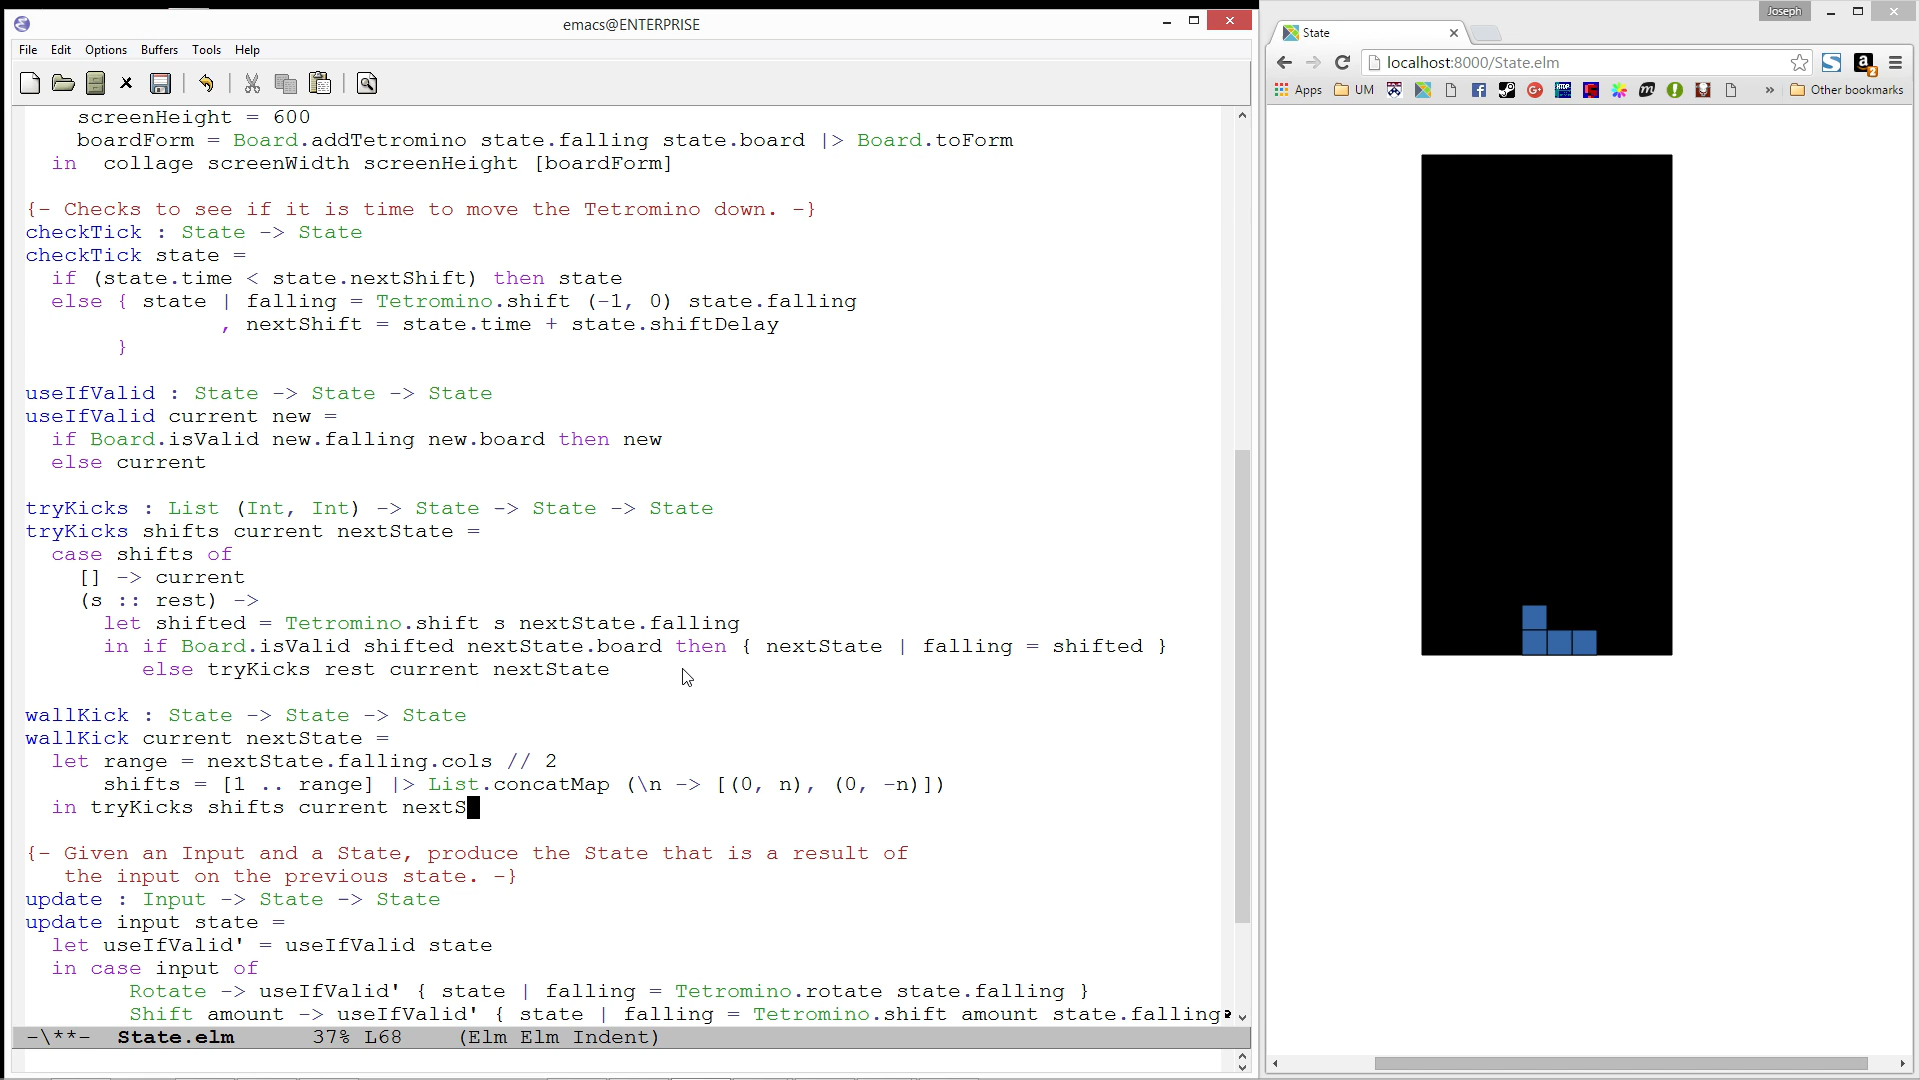 emacs@ENTERPRISE
File Edit Options Buffers Tools Help
screenHeight = 600
boardForm = Board.addTetromino state.falling state.board |> Board.toForm
in collage screenWidth screenHeight [boardForm]
{- Checks to see if it is time to move the Tetromino down. -}
checkTick : State -> State
checkTick state =
if (state.time < state.nextShift) then state
else { state | falling = Tetromino.shift (-1, 0) state.falling
, nextShift = state.time + state.shiftDelay
}
useIfValid : State -> State -> State
useIfValid current new =
if Board.isValid new.falling new.board then new
else current
tryKicks : List (Int, Int) -> State -> State -> State
tryKicks shifts current nextState =
case shifts of
[] -> current
(s :: rest) ->
let shifted = Tetromino.shift s nextState.falling
in if Board.isValid shifted nextState.board then { nextState | falling = shifted }
else tryKicks rest current nextState
wallKick : State -> State -> State
wallKick current nextState =
let range = nextState.falling.cols // 2
shifts = [1 .. range] |> List.concatMap (\n -> [(0, n), (0, -n)])
in tryKicks shifts current nextS
{- Given an Input and a State, produce the State that is a result of
the input on the previous state. -}
update : Input -> State -> State
update input state =
let useIfValid' = useIfValid state
in case input of
Rotate -> useIfValid' { state | falling = Tetromino.rotate state.falling }
Shift amount -> useIfValid' { state | falling = Tetromino.shift amount state.falling
-\**- State.elm 37% L68 (Elm Elm Indent)
Joseph
State
localhost:8000/State.elm
Apps UM » Other bookmarks